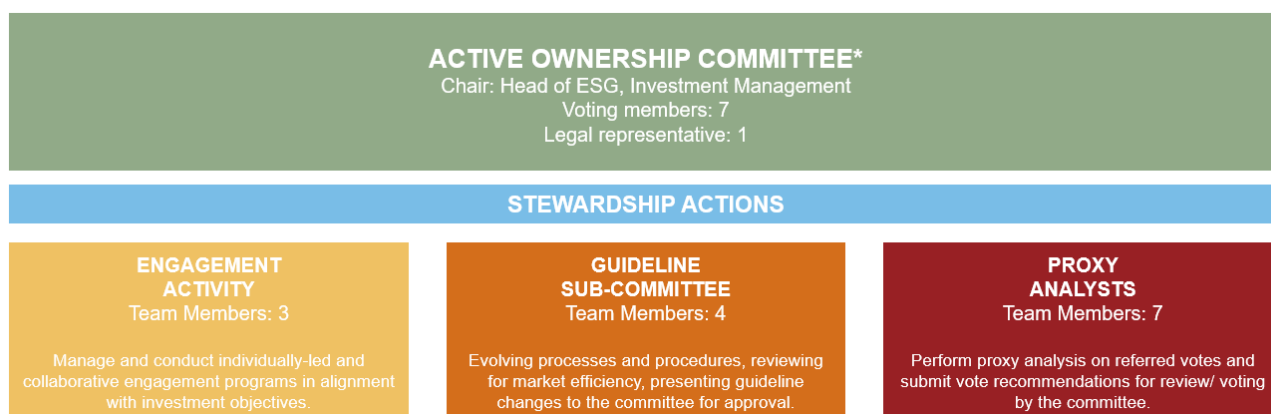 ACTIVE OWNERSHIP COMMITTEE*
Chair: Head of ESG, Investment Management
Voting members: 7
Legal representative: 1
STEWARDSHIP ACTIONS
ENGAGEMENT
ACTIVITY
Team Members: 3
Manage and conduct individually-led and
collaborative engagement programs in alignment
with investment objectives.
GUIDELINE
SUB-COMMITTEE
Team Members: 4
Evolving processes and procedures, reviewing
for market efficiency, presenting guideline
changes to the committee for approval.
PROXY
ANALYSTS
Team Members: 7
Perform proxy analysis on referred votes and
submit vote recommendations for review/ voting
by the committee.